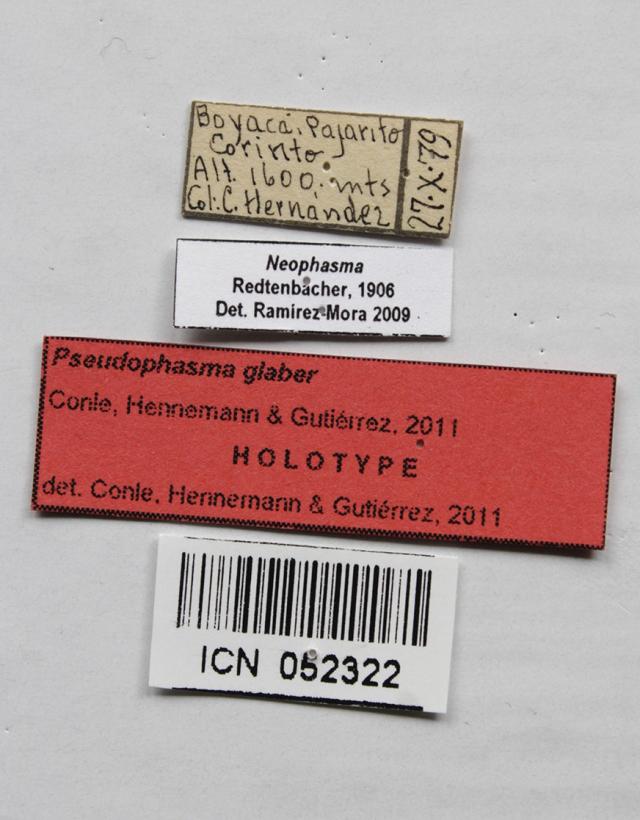 Boyacá. Pajarito
Corinto
Alt. 1600. mts
Col: C. Hernández
27.X.79
Neophasma
Redtenbacher, 1906
Det. Ramírez-Mora 2009
Pseudophasma glaber
Conle, Hennemann & Gutiérrez, 2011
HOLOTYPE
det. Conle, Hennemann & Gutiérrez, 2011
ICN 052322